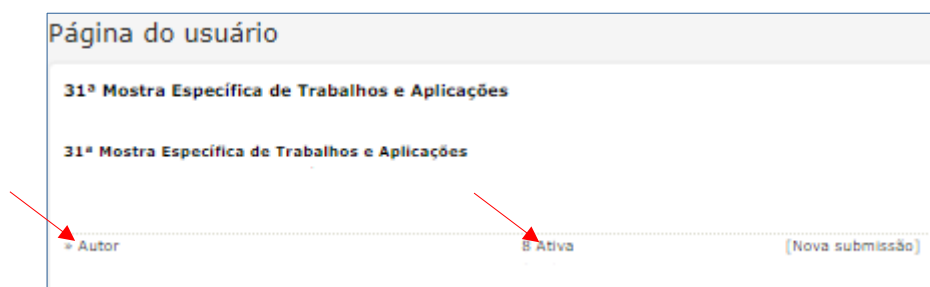 Página do usuário
31ª Mostra Específica de Trabalhos e Aplicações
31ª Mostra Específica de Trabalhos e Aplicações
» Autor 8 Ativa [Nova submissão]